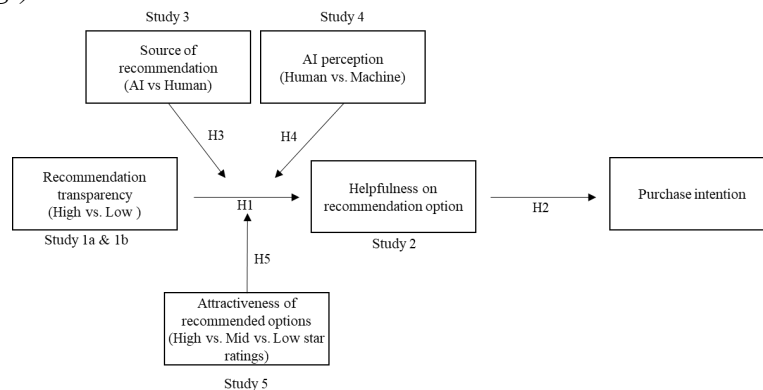 Study 3
Study 4
Source of
recommendation
(AI vs Human)
AI perception
(Human vs. Machine)
H3
H4
Recommendation
transparency
(High vs. Low )
Study 1a & 1b
H1
Helpfulness on
recommendation option
Study 2
H2
Purchase intention
H5
Attractiveness of
recommended options
(High vs. Mid vs. Low star
ratings)
Study 5